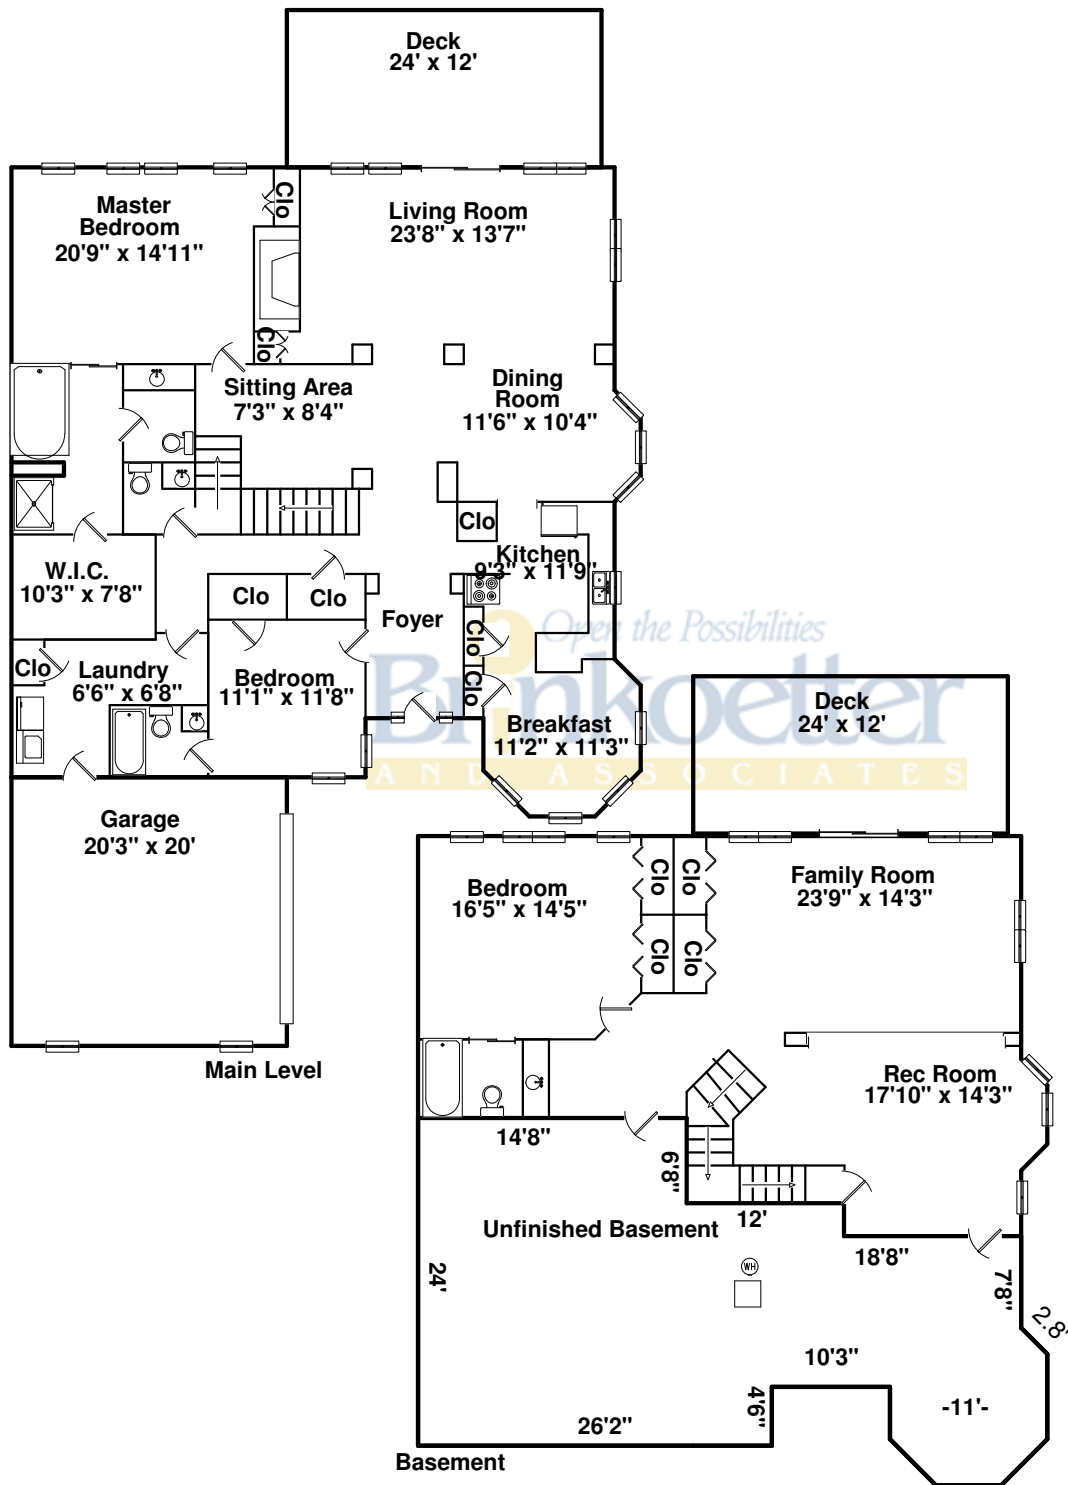 Deck
24' x 12'
Master
Bedroom
20'9" x 14'11"
Clo
Living Room
23'8" x 13'7"
Clo
Sitting Area
7'3" x 8'4"
Dining
Room
11'6" x 10'4"
Clo
Kitchen
9'3" x 11'9"
W.I.C.
10'3" x 7'8"
Clo
Clo
Foyer
Clo
Clo
Clo
Laundry
6'6" x 6'8"
Bedroom
11'1" x 11'8"
Breakfast
11'2" x 11'3"
Open the Possibilities
Brinkoetter
AND ASSOCIATES
Garage
20'3" x 20'
Main Level
Deck
24' x 12'
Bedroom
16'5" x 14'5"
Clo
Clo
Clo
Clo
Family Room
23'9" x 14'3"
Rec Room
17'10" x 14'3"
14'8"
6'8"
12'
Unfinished Basement
18'8"
24'
WH
7'8"
2.8'
10'3"
4'6"
-11'-
26'2"
Basement